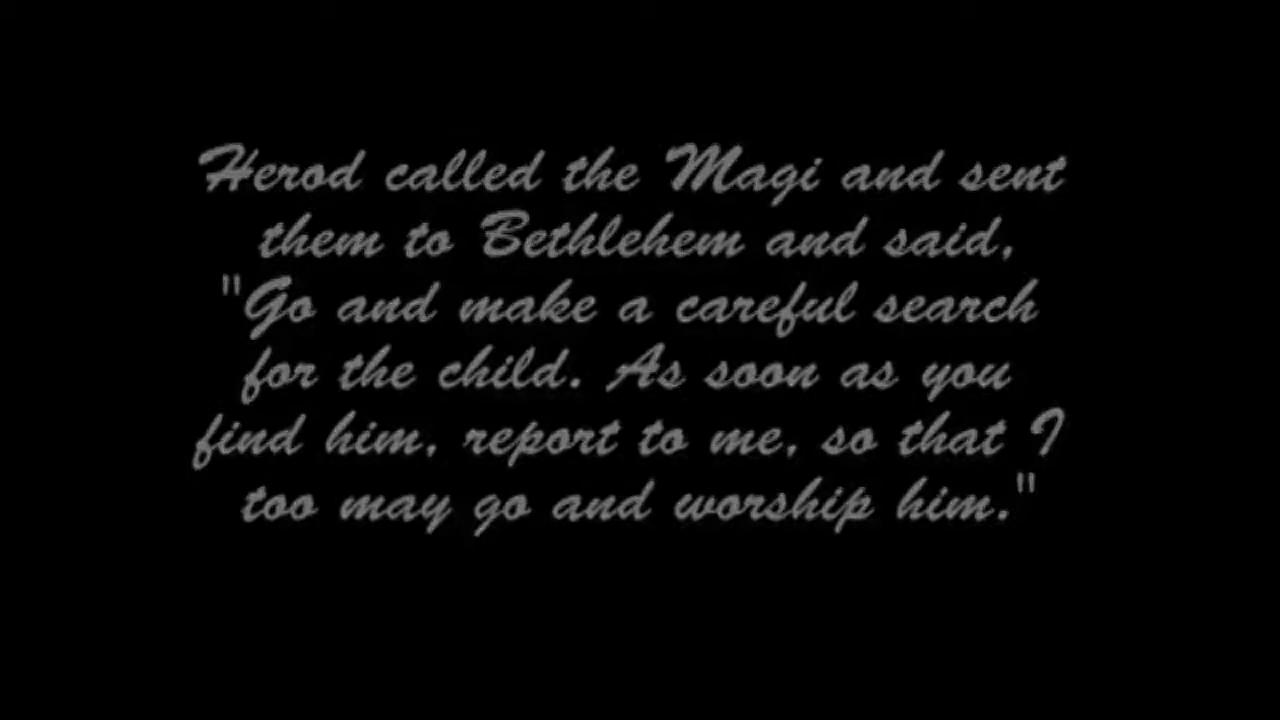 Herod called the Magi and sent
them to Bethlehem and said,
"Go and make a careful search
for the child. As soon as you
find him, report to me, so that I
too may go and worship him."